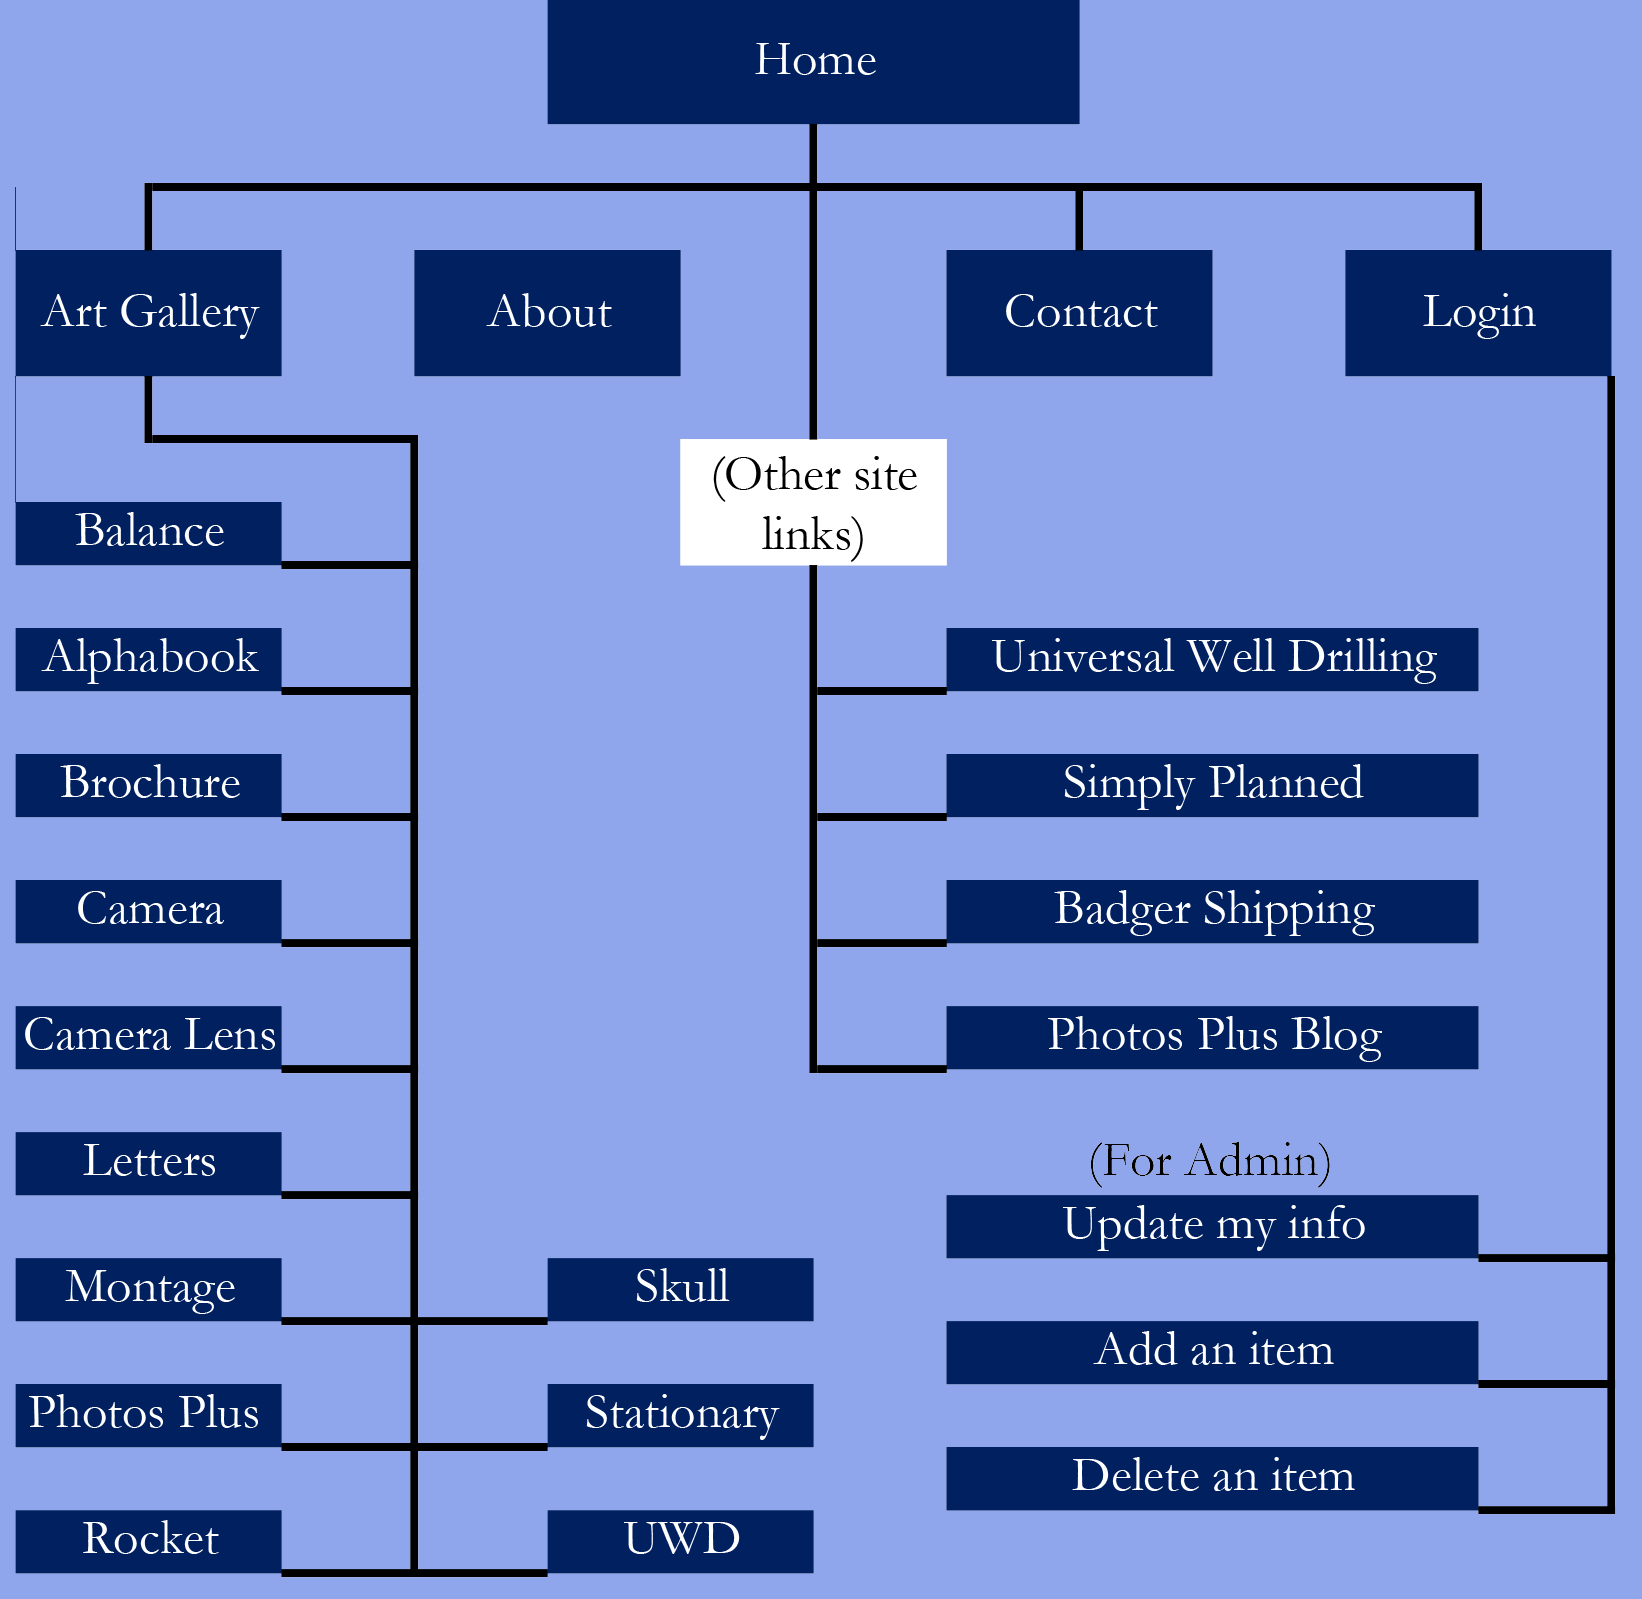 Home
Art Gallery
About
Contact
Login
(Other site
links)
Balance
Alphabook
Brochure
Camera
Camera Lens
Letters
Montage
Photos Plus
Rocket
Skull
Stationary
UWD
Universal Well Drilling
Simply Planned
Badger Shipping
Photos Plus Blog
(For Admin)
Update my info
Add an item
Delete an item